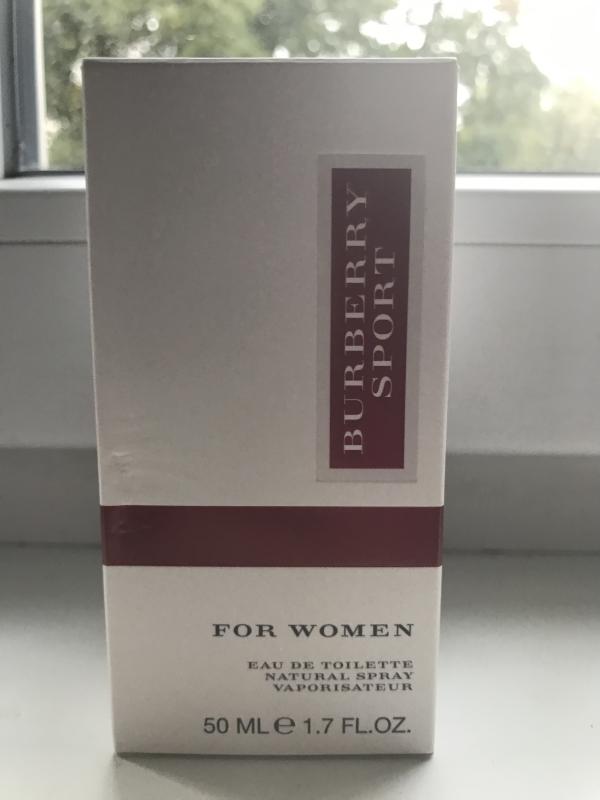 BURBERRY
SPORT
FOR WOMEN
EAU DE TOILETTE
NATURAL SPRAY
VAPORISATEUR
50 ML ℮ 1.7 FL.OZ.